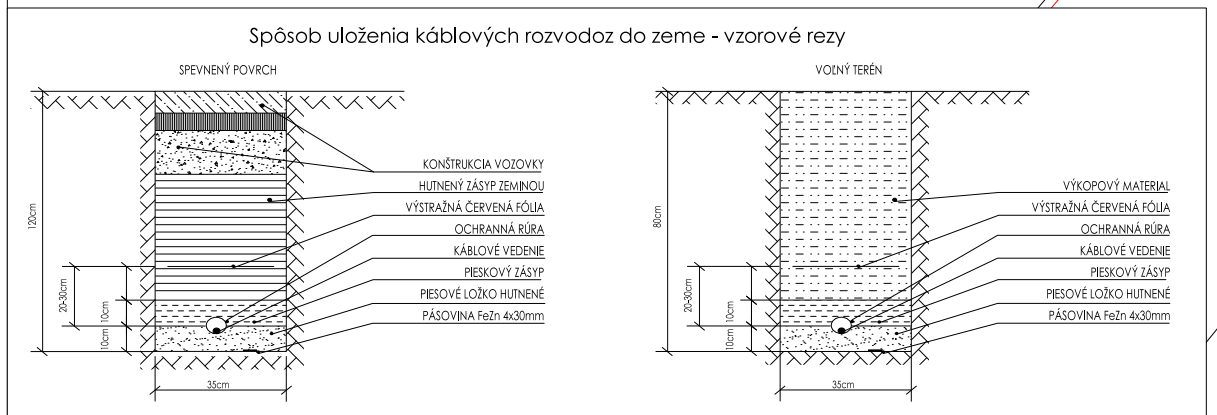 Spôsob uloženia káblových rozvodoz do zeme - vzorové rezy
SPEVNENÝ POVRCH
KONŠTRUKCIA VOZOVKY
HUTNENÝ ZÁSYP ZEMINOU
VÝSTRAŽNÁ ČERVENÁ FÓLIA
OCHRANNÁ RÚRA
KÁBLOVÉ VEDENIE
PIESKOVÝ ZÁSYP
PIESOVÉ LOŽKO HUTNENÉ
PÁSOVINA FeZn 4x30mm
120cm
20-30cm
10cm
10cm
35cm
VOĽNÝ TERÉN
VÝKOPOVÝ MATERIAL
VÝSTRAŽNÁ ČERVENÁ FÓLIA
OCHRANNÁ RÚRA
KÁBLOVÉ VEDENIE
PIESKOVÝ ZÁSYP
PIESOVÉ LOŽKO HUTNENÉ
PÁSOVINA FeZn 4x30mm
80cm
20-30cm
10cm
10cm
35cm